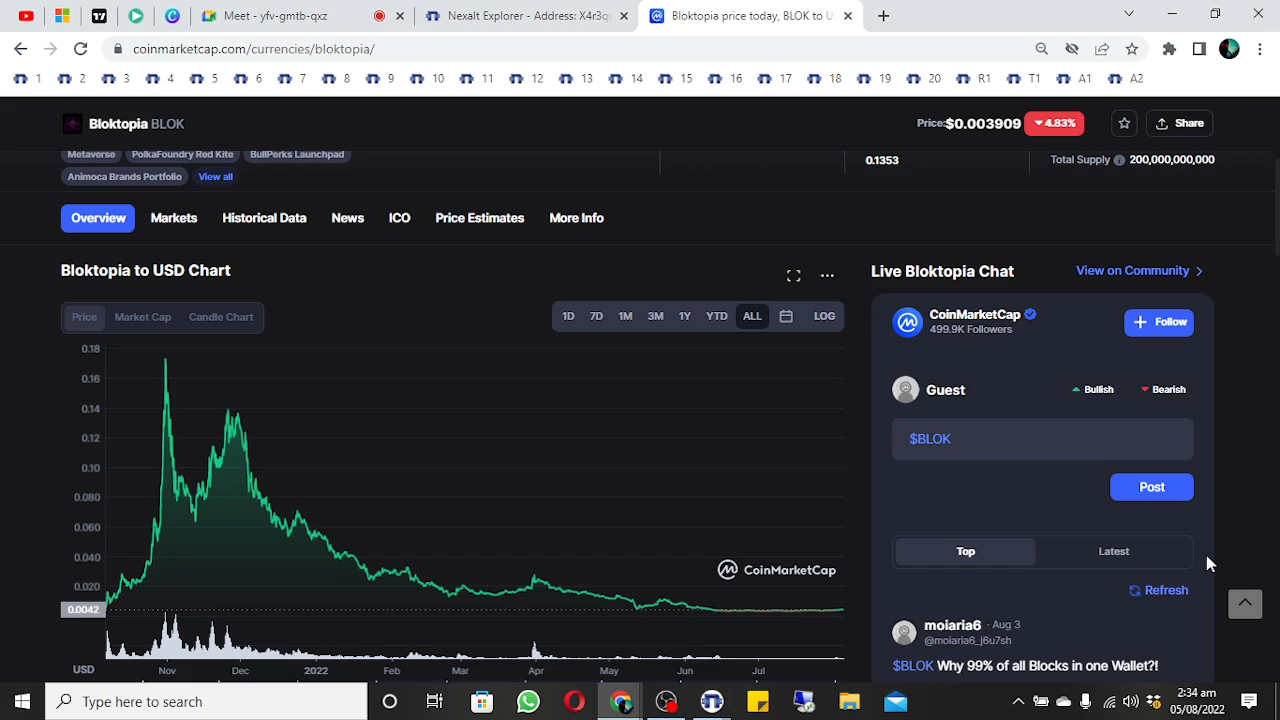 Meet - yfv-gmtb-qxz
Nexalt Explorer - Address: X4r3q
Bloktopia price today, BLOK to U
coinmarketcap.com/currencies/bloktopia/
1 2 3 4 5 6 7 8 9 10 11 12 13 14 15 16 17 18 19 20 R1 T1 A1 A2
Bloktopia BLOK
Price:$0.003909 4.83%
Share
Metaverse PolkaFoundry Red Kite BullPerks Launchpad
Animoca Brands Portfolio View all
0.1353
Total Supply 200,000,000,000
Overview Markets Historical Data News ICO Price Estimates More Info
Bloktopia to USD Chart
Price Market Cap Candle Chart
1D 7D 1M 3M 1Y YTD ALL LOG
0.18
0.16
0.14
0.12
0.10
0.080
0.060
0.040
0.020
0.0042
CoinMarketCap
USD
Nov Dec 2022 Feb Mar Apr May Jun Jul
Live Bloktopia Chat View on Community
CoinMarketCap
499.9K Followers
Follow
Guest
Bullish Bearish
$BLOK
Post
Top Latest
Refresh
moiaria6 · Aug 3
@moiaria6_j6u7sh
$BLOK Why 99% of all Blocks in one Wallet?!
Type here to search
2:34 am
05/08/2022